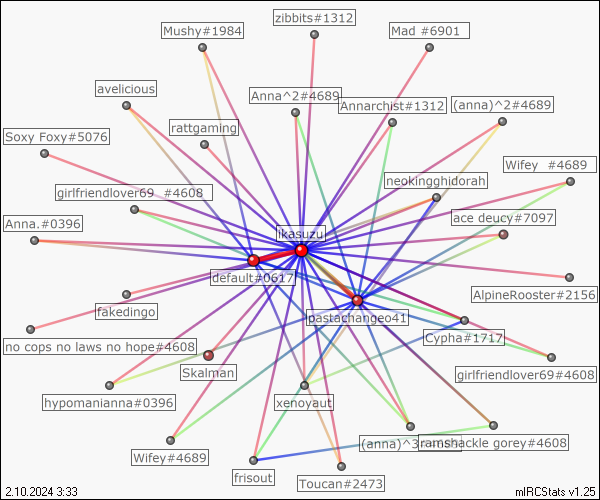 zibbits#1312
Mushy#1984
Mad #6901
avelicious
Anna^2#4689
Annarchist#1312
(anna)^2#4689
rattgaming
Soxy Foxy#5076
Wifey #4689
neokingghidorah
girlfriendlover69 #4608
ace deucy#7097
Anna.#0396
ikasuzu
default#0617
AlpineRooster#2156
fakedingo
pastachangeo41
Cypha#1717
no cops no laws no hope#4608
Skalman
girlfriendlover69#4608
hypomanianna#0396
xenoyaut
(anna)^3
ramshackle gorey#4608
Wifey#4689
frisout
Toucan#2473
2.10.2024 3:33
mIRCStats v1.25